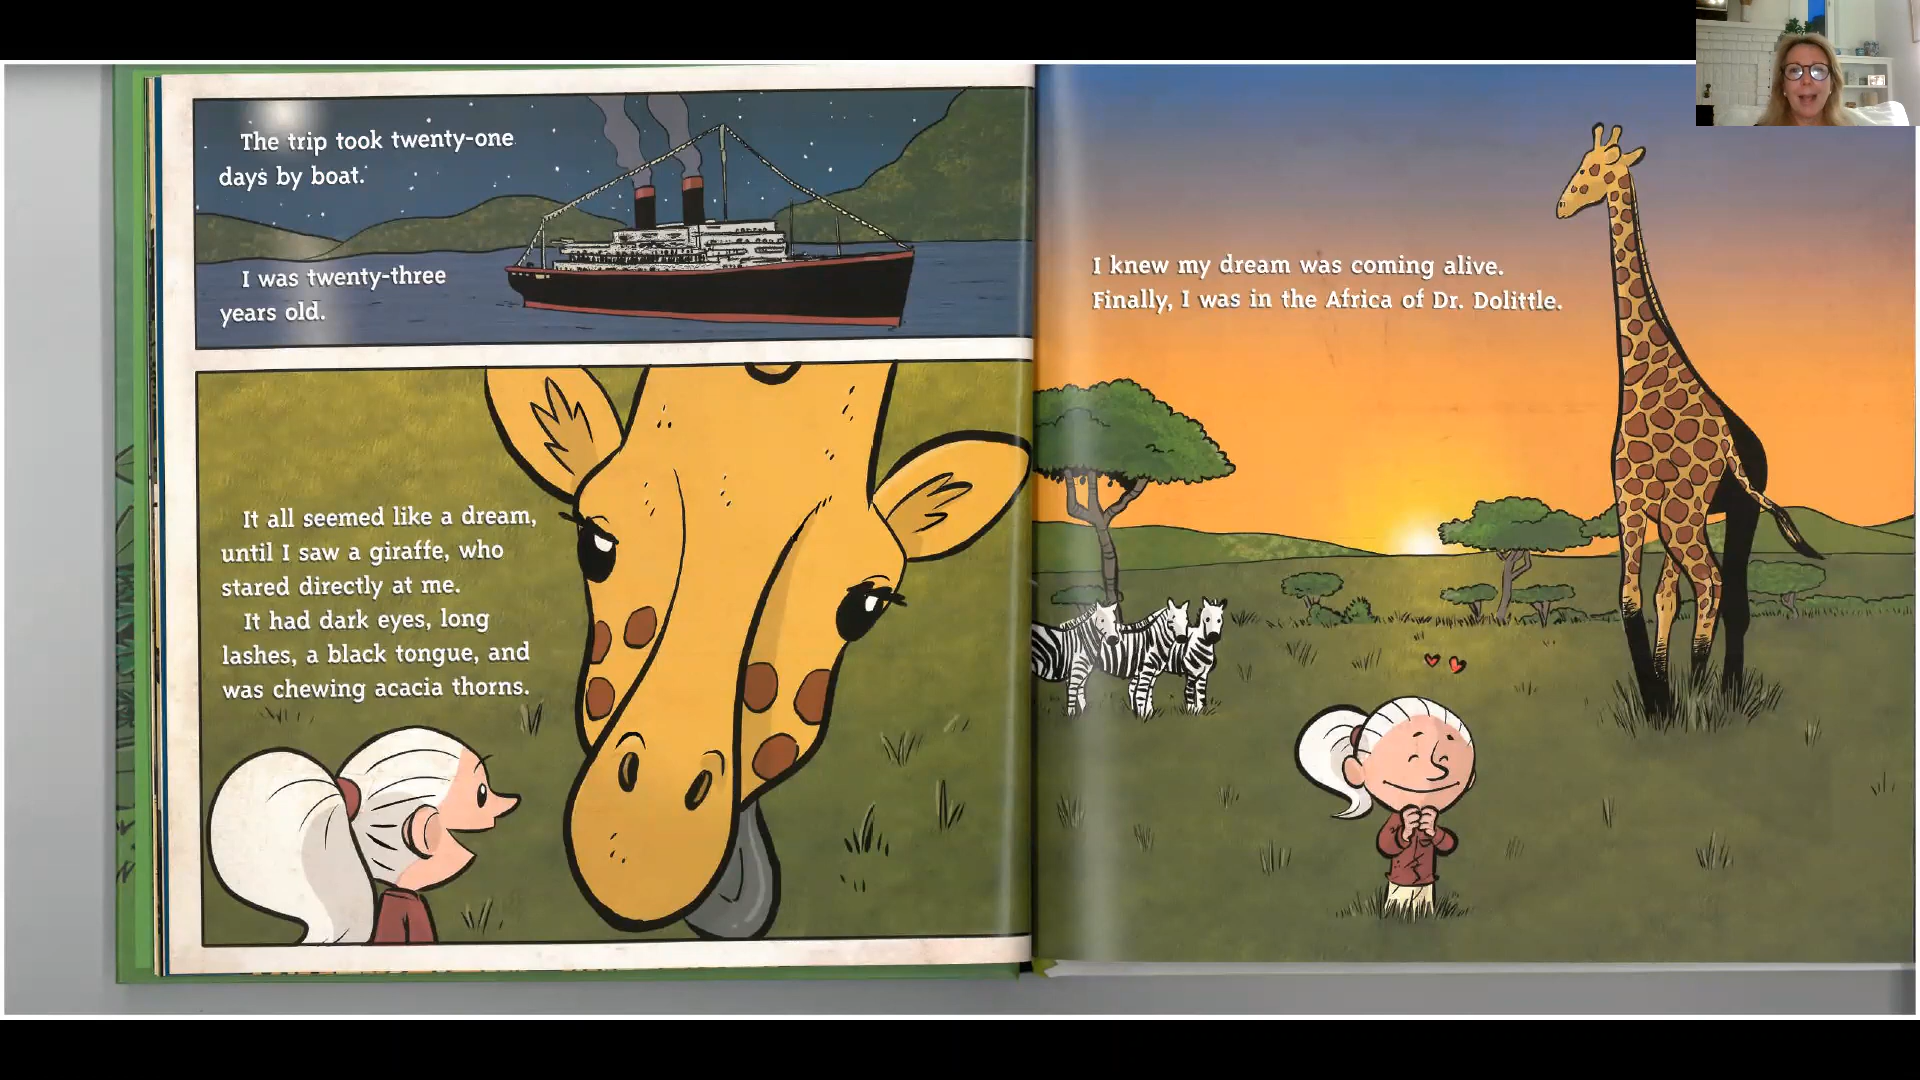 The trip took twenty-one
days by boat.
I was twenty-three
years old.
It all seemed like a dream,
until I saw a giraffe, who
stared directly at me.
It had dark eyes, long
lashes, a black tongue, and
was chewing acacia thorns.
I knew my dream was coming alive.
Finally, I was in the Africa of Dr. Dolittle.